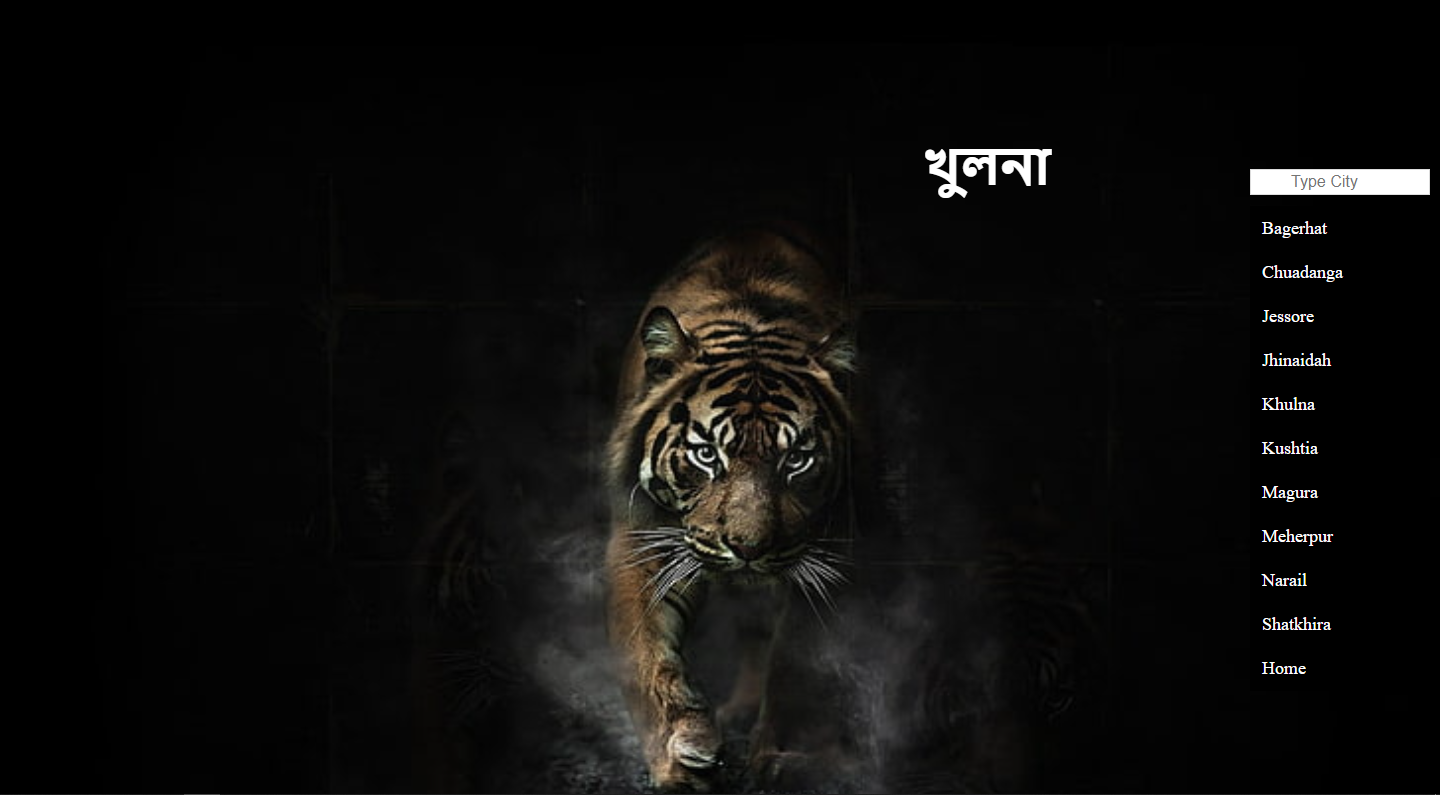 খুলনা
Type City
Bagerhat
Chuadanga
Jessore
Jhinaidah
Khulna
Kushtia
Magura
Meherpur
Narail
Shatkhira
Home